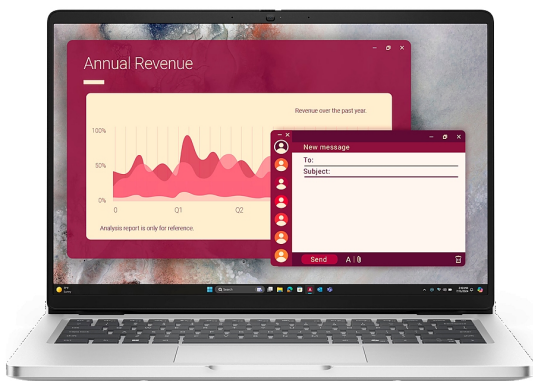 Annual Revenue
Revenue over the past year.
100%
50%
0%
0
Q1
Q2
Analysis report is only for reference.
New message
To:
Subject:
Send
A
Search